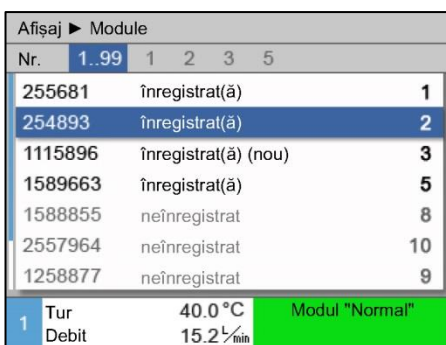 Afișaj ► Module
Nr. 1..99 1 2 3 5
255681 înregistrat(ă) 1
254893 înregistrat(ă) 2
1115896 înregistrat(ă) (nou) 3
1589663 înregistrat(ă) 5
1588855 neînregistrat 8
2557964 neînregistrat 10
1258877 neînregistrat 9
1 Tur 40.0 °C Modul "Normal"
Debit 15.2 L/min